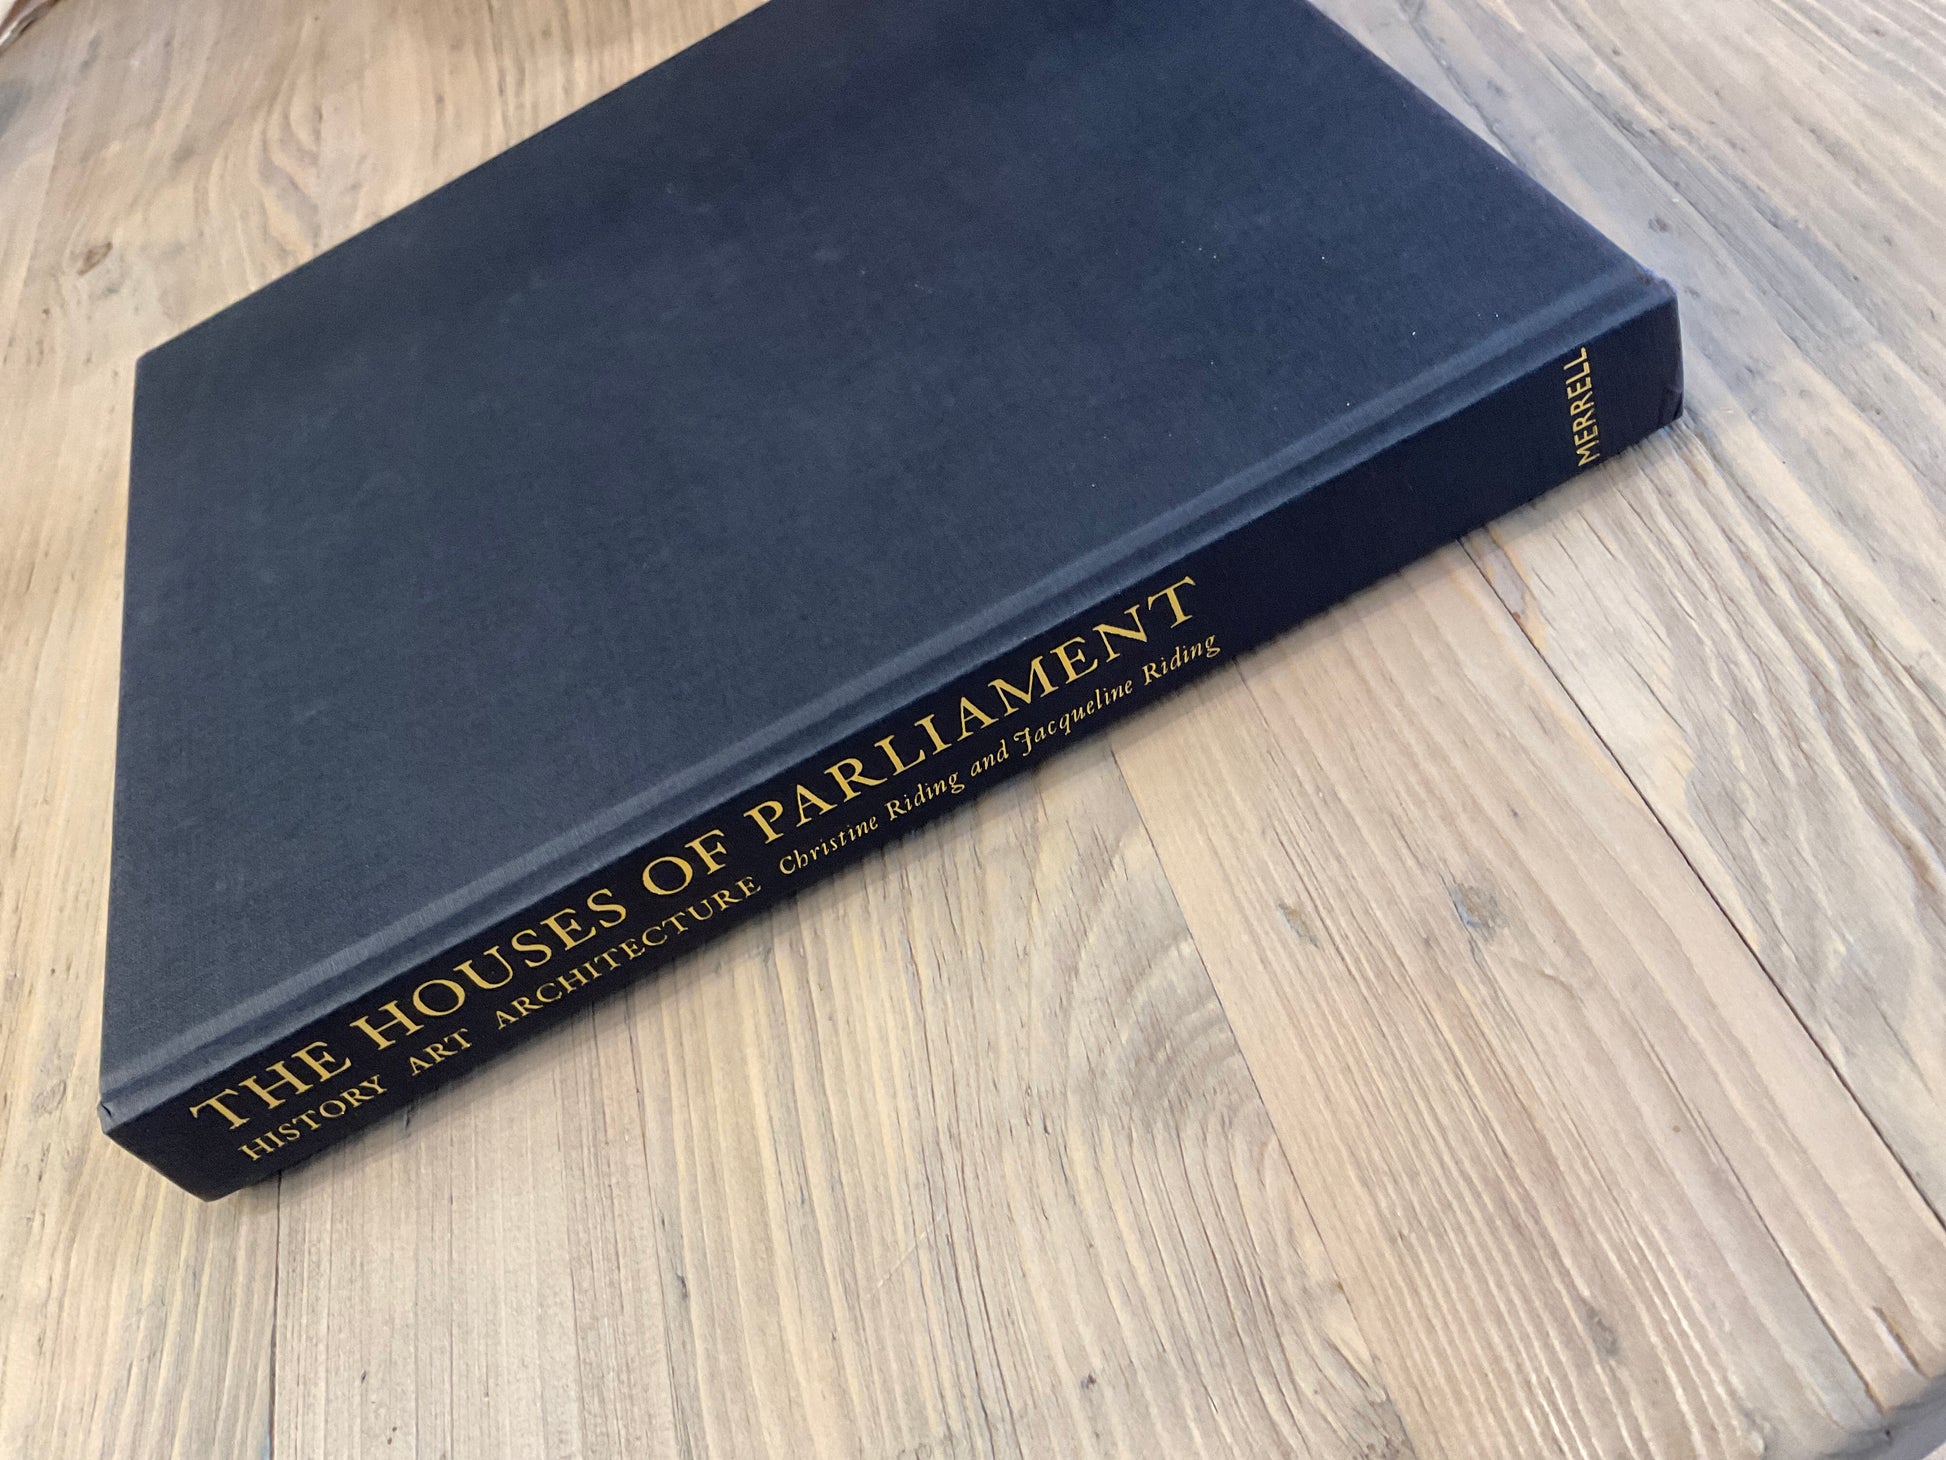 THE HOUSES OF PARLIAMENT
HISTORY ART ARCHITECTURE Christine Riding and Jacqueline Riding
MERRELL